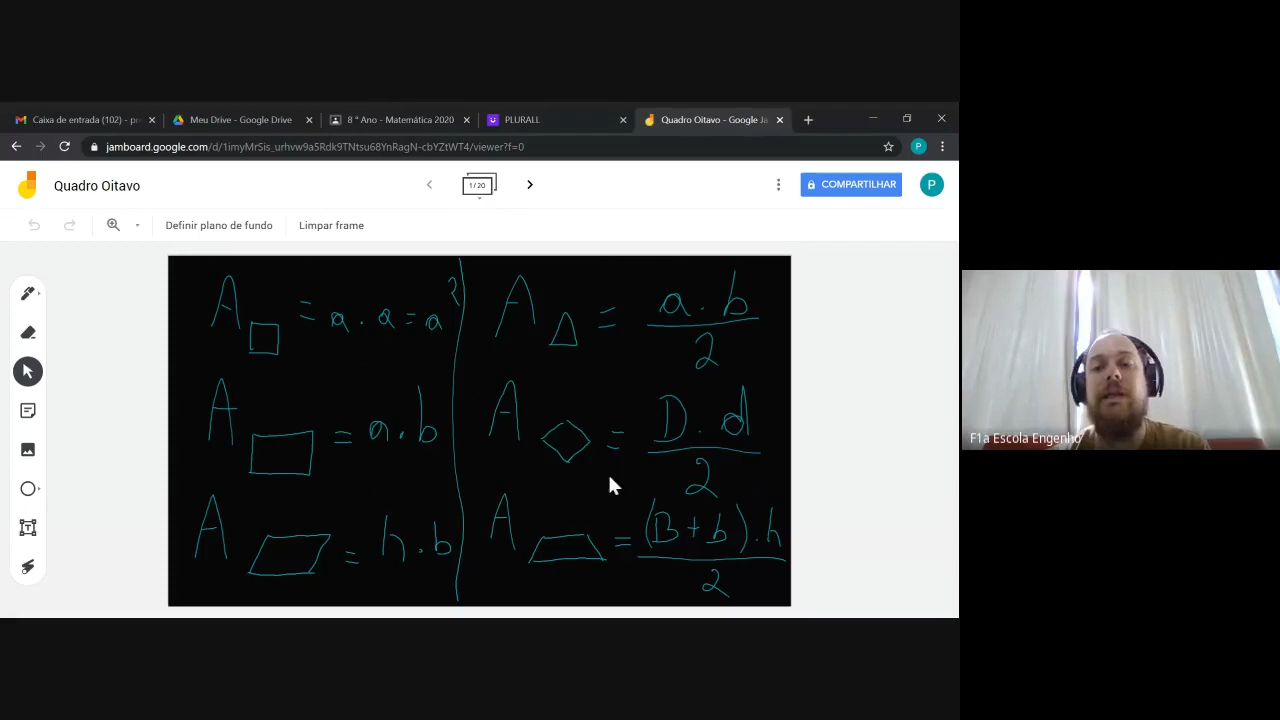 Caixa de entrada (102) - pr
Meu Drive - Google Drive
8 ° Ano - Matemática 2020
PLURALL
Quadro Oitavo - Google Ja
jamboard.google.com/d/1imyMrSis_urhvw9a5Rdk9TNtsu68YnRagN-cbYZtWT4/viewer?f=0
P
Quadro Oitavo
1 / 20
COMPARTILHAR
P
Definir plano de fundo
Limpar frame
A□ = a . a = a²
A▭ = a . b
A▱ = h . b
A△ = a . b / 2
A◇ = D . d / 2
A⏢ = (B + b) . h / 2
F1a Escola Engenho